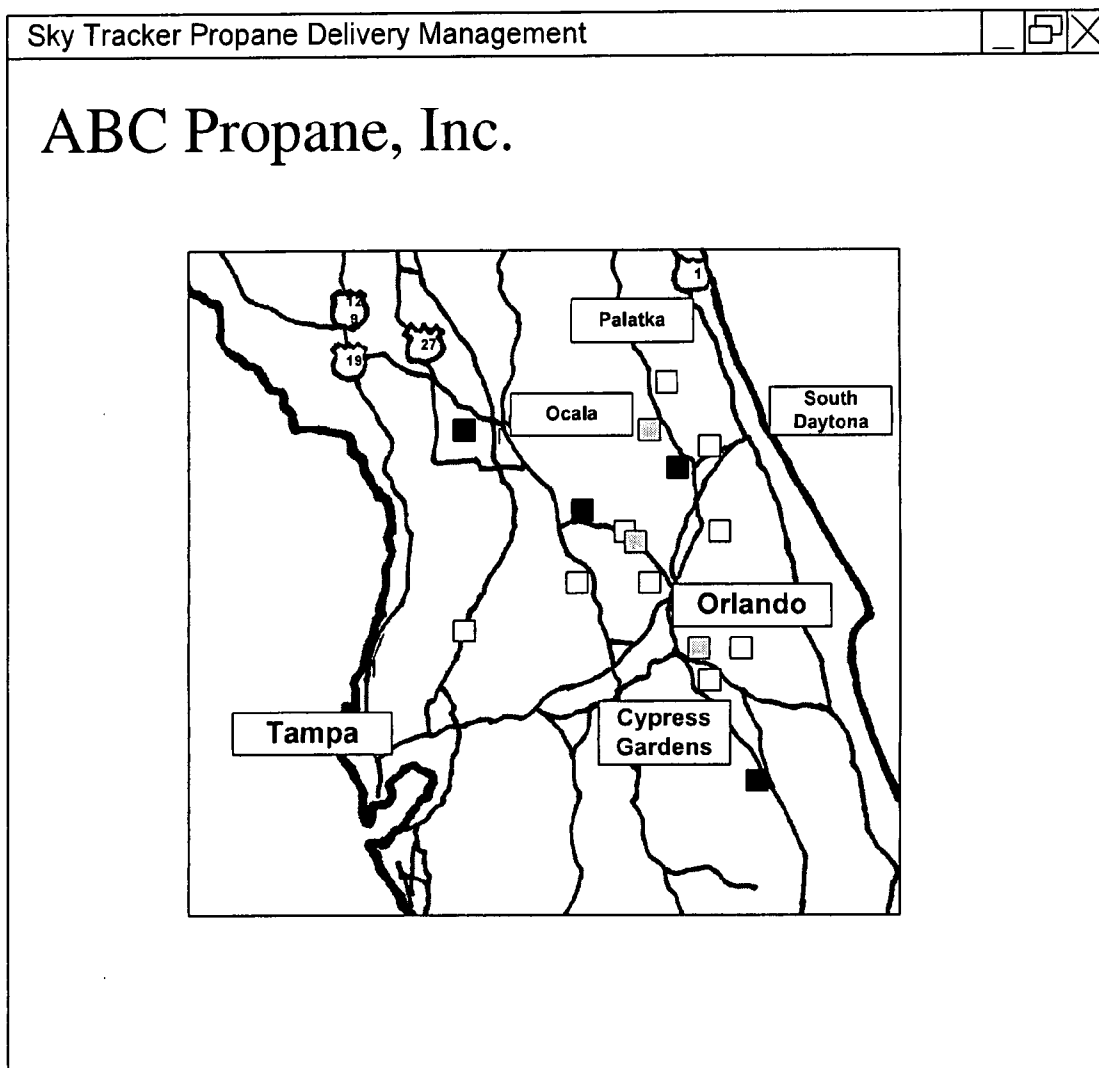 Sky Tracker Propane Delivery Management
ABC Propane, Inc.
1
12
9
Palatka
27
19
South
Daytona
Ocala
Orlando
Cypress
Gardens
Tampa